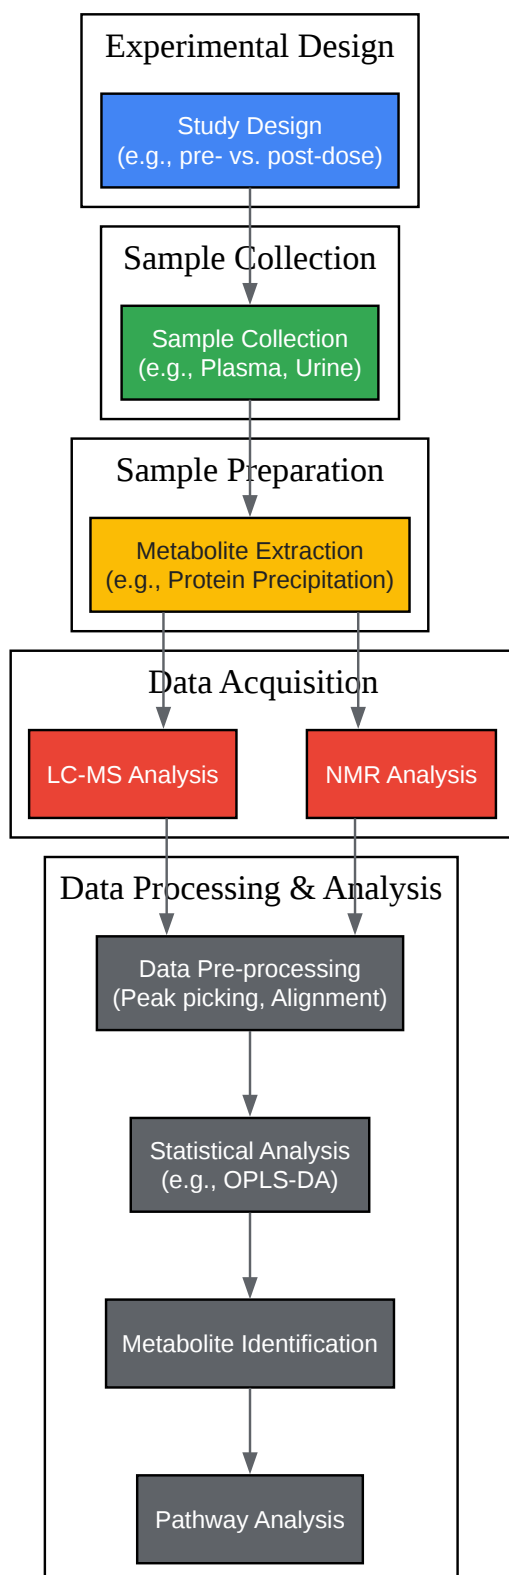 Experimental Design
Study Design
(e.g., pre- vs. post-dose)
Sample Collection
Sample Collection
(e.g., Plasma, Urine)
Sample Preparation
Metabolite Extraction
(e.g., Protein Precipitation)
Data Acquisition
LC-MS Analysis
NMR Analysis
Data Processing & Analysis
Data Pre-processing
(Peak picking, Alignment)
Statistical Analysis
(e.g., OPLS-DA)
Metabolite Identification
Pathway Analysis